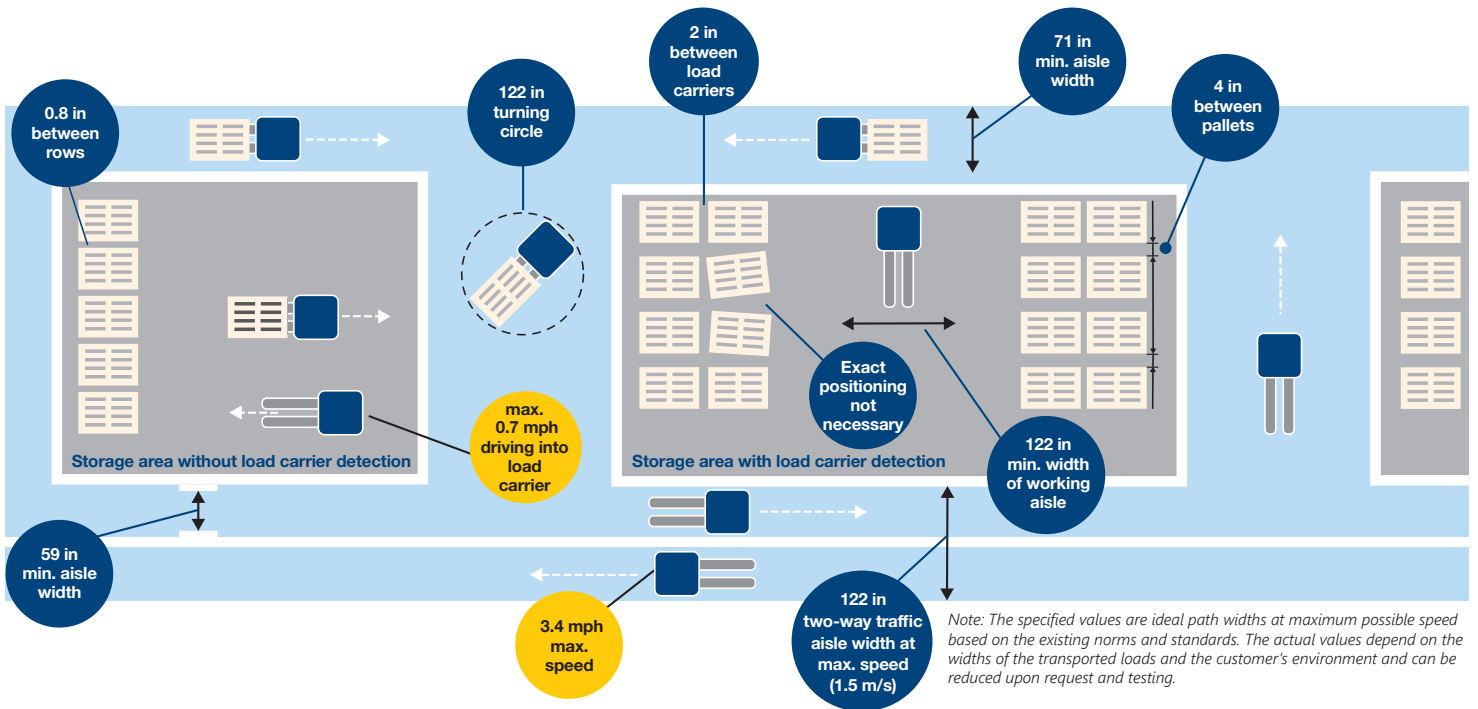 2 in
between
load
carriers
71 in
min. aisle
width
122 in
turning
circle
4 in
between
pallets
0.8 in
between
rows
Exact
positioning
not
necessary
max.
0.7 mph
driving into
load
carrier
Storage area without load carrier detection
Storage area with load carrier detection
122 in
min. width
of working
aisle
59 in
min. aisle
width
3.4 mph
max.
speed
122 in
two-way traffic
aisle width at
max. speed
(1.5 m/s)
Note: The specified values are ideal path widths at maximum possible speed
based on the existing norms and standards. The actual values depend on the
widths of the transported loads and the customer's environment and can be
reduced upon request and testing.